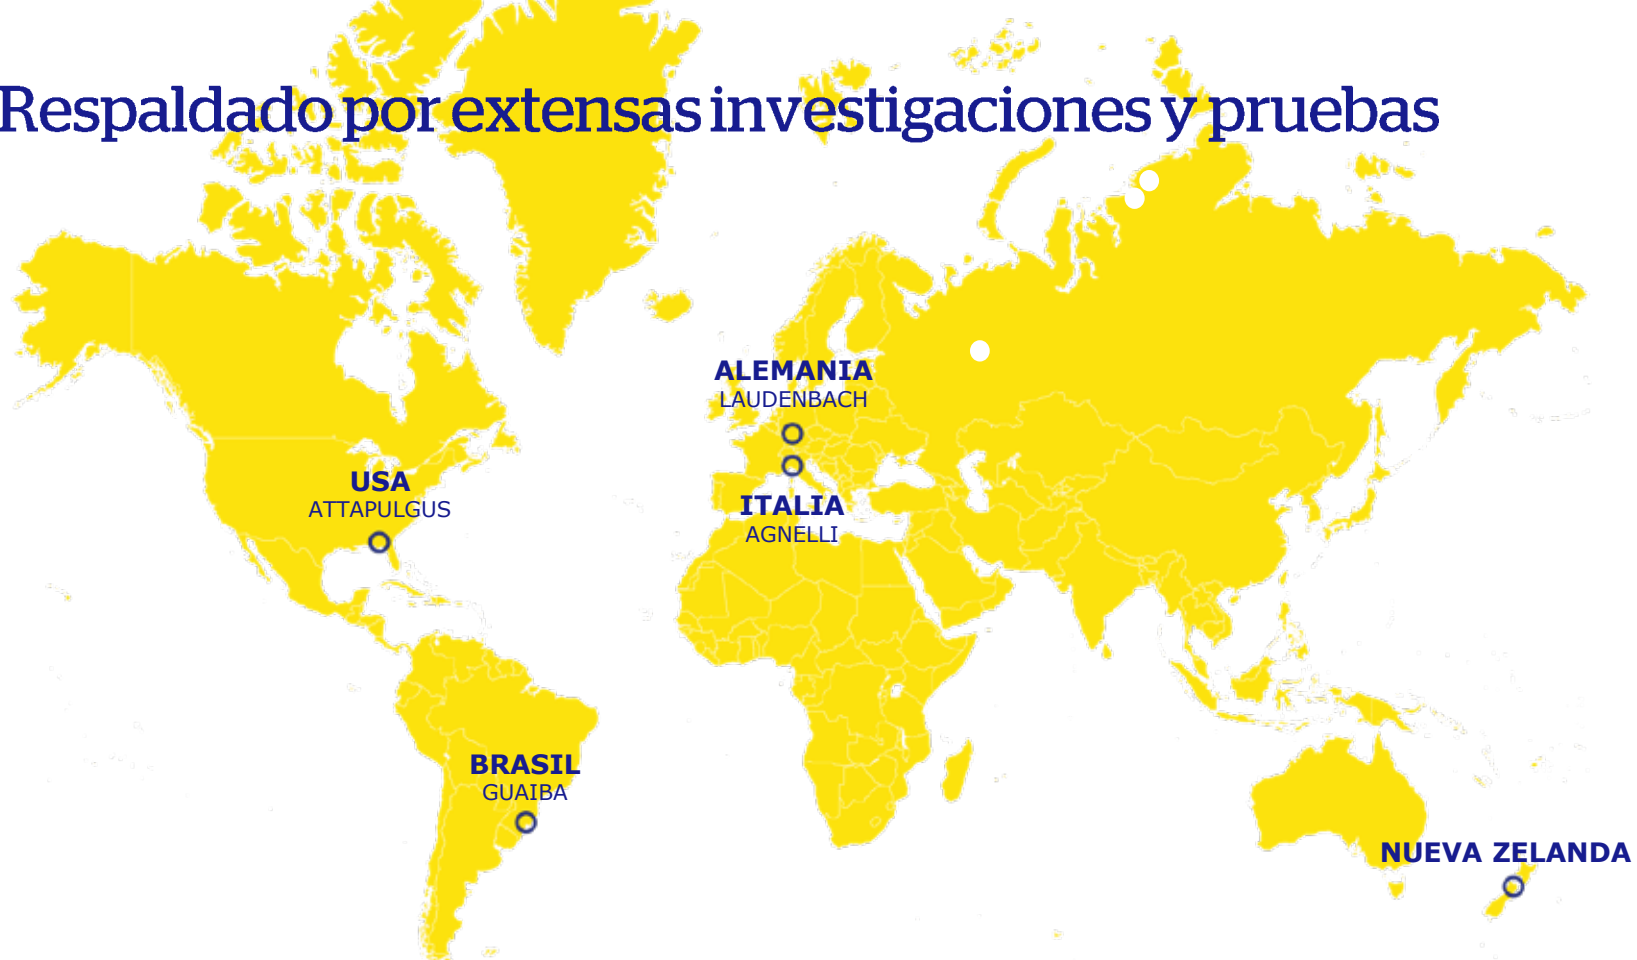 Respaldado por extensas investigaciones y pruebas
ALEMANIA
LAUDENBACH
USA
ATTAPULGUS
ITALIA
AGNELLI
BRASIL
GUAIBA
NUEVA ZELANDA